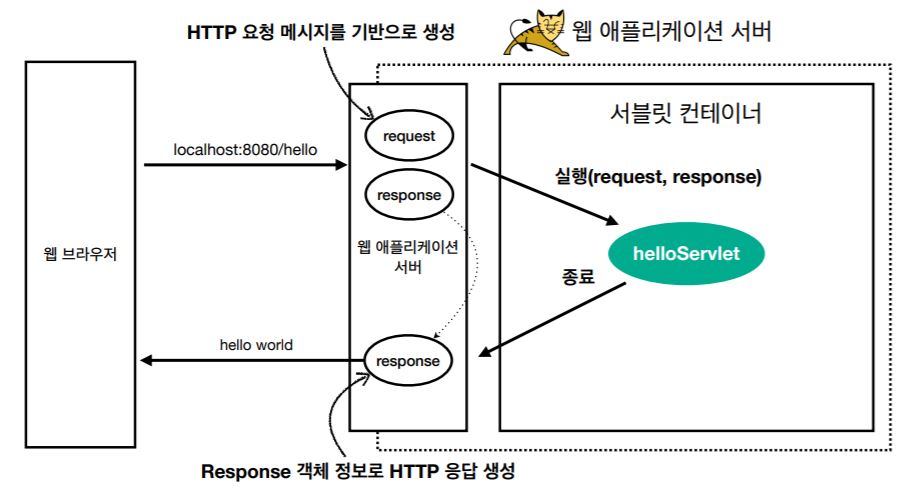 HTTP 요청 메시지를 기반으로 생성
웹 애플리케이션 서버
서블릿 컨테이너
request
localhost:8080/hello
실행(request, response)
response
웹 브라우저
웹 애플리케이션
서버
helloServlet
종료
hello world
response
Response 객체 정보로 HTTP 응답 생성